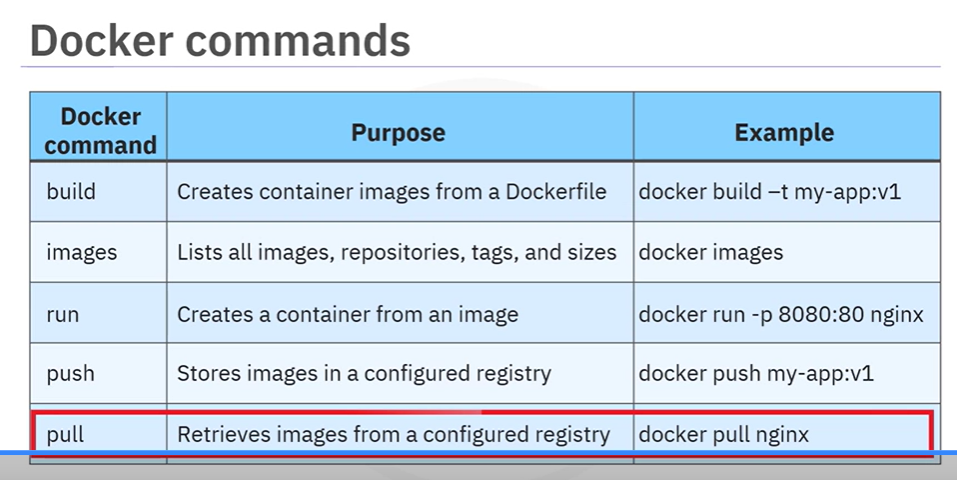 Docker commands
Docker
command
Purpose
Example
build
Creates container images from a Dockerfile
docker build –t my-app:v1
images
Lists all images, repositories, tags, and sizes
docker images
run
Creates a container from an image
docker run -p 8080:80 nginx
push
Stores images in a configured registry
docker push my-app:v1
pull
Retrieves images from a configured registry
docker pull nginx